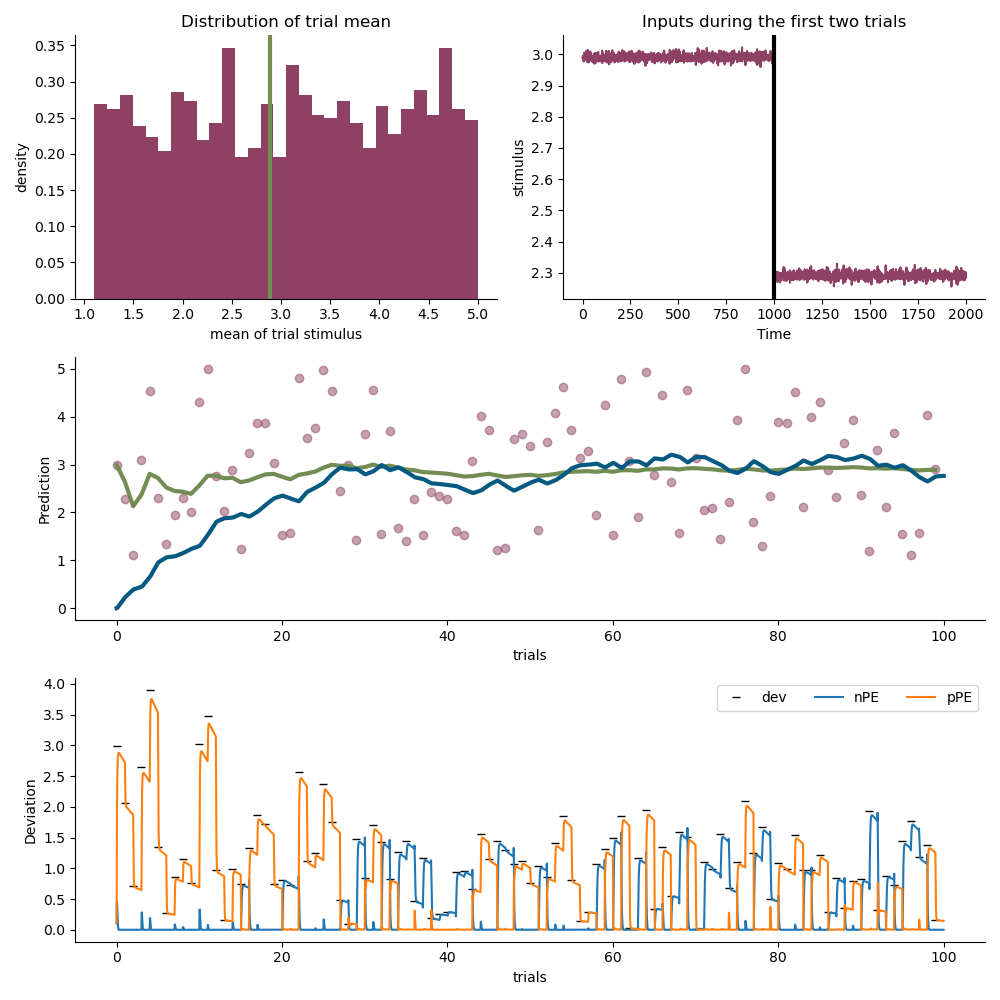 Distribution of trial mean
0.35
0.30
0.25
0.20
0.15
0.10
0.05
0.00
density
1.0 1.5 2.0 2.5 3.0 3.5 4.0 4.5 5.0
mean of trial stimulus
Inputs during the first two trials
3.0
2.9
2.8
2.7
2.6
2.5
2.4
2.3
stimulus
0 250 500 750 1000 1250 1500 1750 2000
Time
5
4
3
2
1
0
Prediction
0 20 40 60 80 100
trials
4.0
3.5
3.0
2.5
2.0
1.5
1.0
0.5
0.0
Deviation
dev nPE pPE
0 20 40 60 80 100
trials